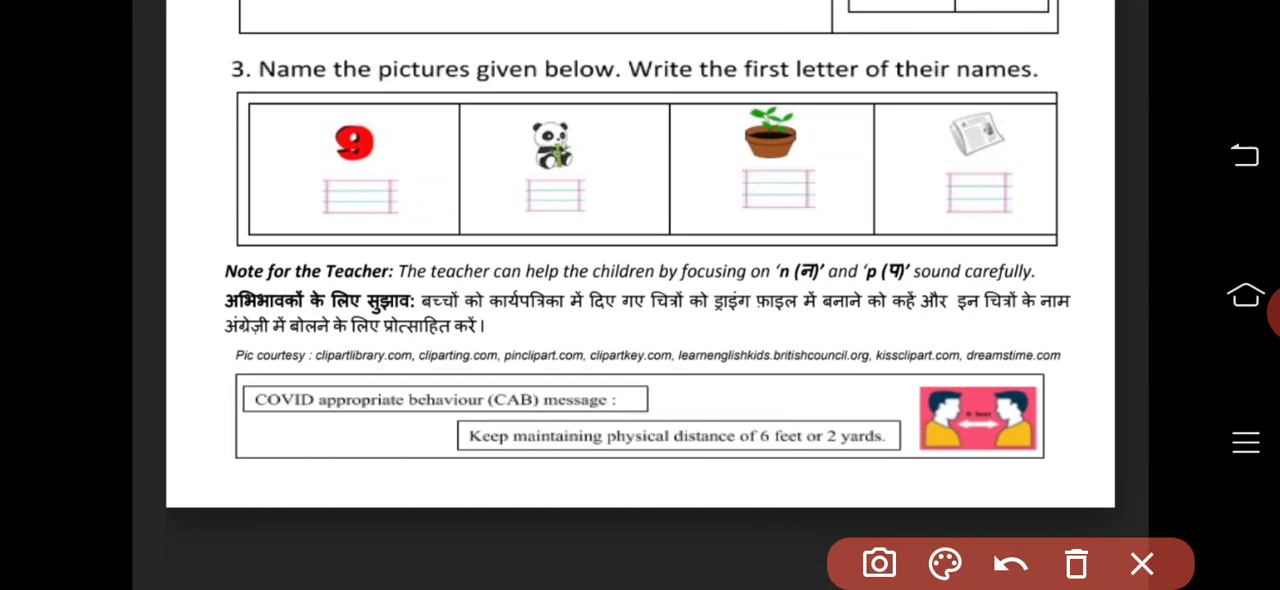 3. Name the pictures given below. Write the first letter of their names.
9
Note for the Teacher: The teacher can help the children by focusing on ‘n (न)’ and ‘p (प)’ sound carefully.
अभिभावकों के लिए सुझाव: बच्चों को कार्यपत्रिका में दिए गए चित्रों को ड्राइंग फ़ाइल में बनाने को कहें और इन चित्रों के नाम
अंग्रेज़ी में बोलने के लिए प्रोत्साहित करें।
Pic courtesy : clipartlibrary.com, cliparting.com, pinclipart.com, clipartkey.com, learnenglishkids.britishcouncil.org, kissclipart.com, dreamstime.com
COVID appropriate behaviour (CAB) message :
Keep maintaining physical distance of 6 feet or 2 yards.